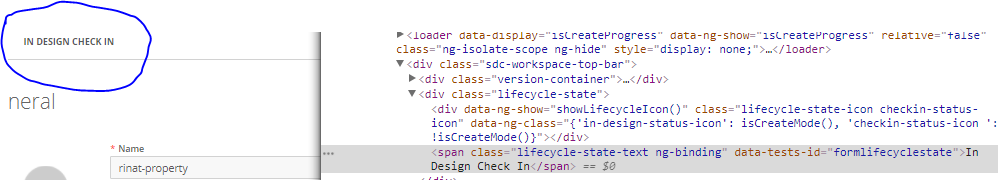 IN DESIGN CHECK IN
neral
* Name
rinat-property
▶<loader data-display="isCreateProgress" data-ng-show="isCreateProgress" relative="false"
class="ng-isolate-scope ng-hide" style="display: none;">…</loader>
▼<div class="sdc-workspace-top-bar">
▶<div class="version-container">…</div>
▼<div class="lifecycle-state">
<div data-ng-show="showLifecycleIcon()" class="lifecycle-state-icon checkin-status-
icon" data-ng-class="{'in-design-status-icon': isCreateMode(), 'checkin-status-icon ':
!isCreateMode()}"></div>
…
<span class="lifecycle-state-text ng-binding" data-tests-id="formlifecyclestate">In
Design Check In</span> == $0
</div>